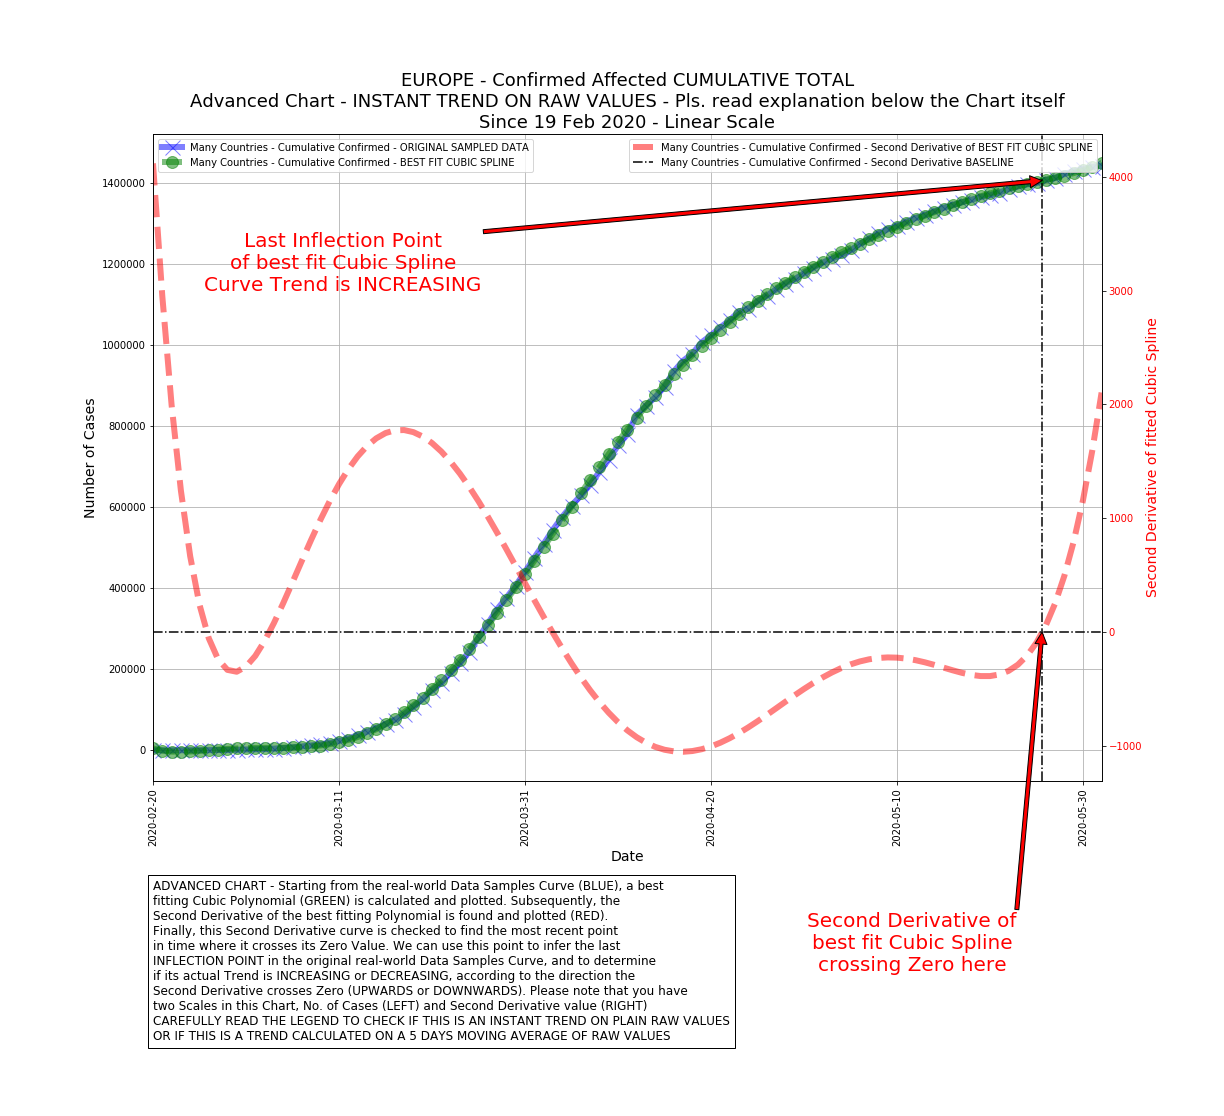 EUROPE - Confirmed Affected CUMULATIVE TOTAL
Advanced Chart - INSTANT TREND ON RAW VALUES - Pls. read explanation below the Chart itself
Since 19 Feb 2020 - Linear Scale
Many Countries - Cumulative Confirmed - ORIGINAL SAMPLED DATA
Many Countries - Cumulative Confirmed - BEST FIT CUBIC SPLINE
Many Countries - Cumulative Confirmed - Second Derivative of BEST FIT CUBIC SPLINE
Many Countries - Cumulative Confirmed - Second Derivative BASELINE
Last Inflection Point
of best fit Cubic Spline
Curve Trend is INCREASING
Number of Cases
1400000
1200000
1000000
800000
600000
400000
200000
0
4000
3000
2000
1000
0
−1000
Second Derivative of fitted Cubic Spline
2020-02-20
2020-03-11
2020-03-31
2020-04-20
2020-05-10
2020-05-30
Date
ADVANCED CHART - Starting from the real-world Data Samples Curve (BLUE), a best
fitting Cubic Polynomial (GREEN) is calculated and plotted. Subsequently, the
Second Derivative of the best fitting Polynomial is found and plotted (RED).
Finally, this Second Derivative curve is checked to find the most recent point
in time where it crosses its Zero Value. We can use this point to infer the last
INFLECTION POINT in the original real-world Data Samples Curve, and to determine
if its actual Trend is INCREASING or DECREASING, according to the direction the
Second Derivative crosses Zero (UPWARDS or DOWNWARDS). Please note that you have
two Scales in this Chart, No. of Cases (LEFT) and Second Derivative value (RIGHT)
CAREFULLY READ THE LEGEND TO CHECK IF THIS IS AN INSTANT TREND ON PLAIN RAW VALUES
OR IF THIS IS A TREND CALCULATED ON A 5 DAYS MOVING AVERAGE OF RAW VALUES
Second Derivative of
best fit Cubic Spline
crossing Zero here